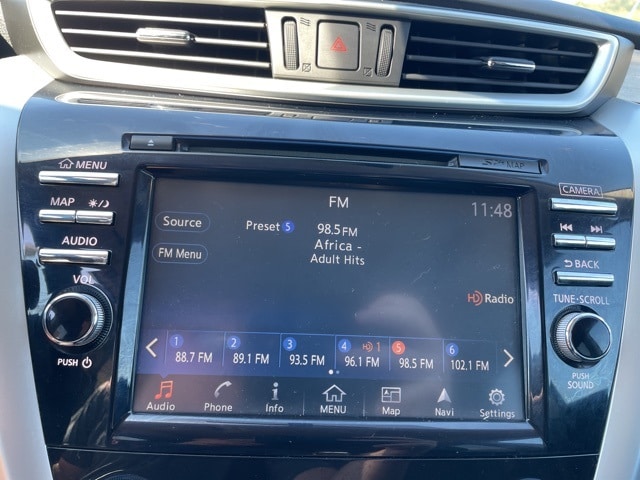 MENU
MAP
AUDIO
VOL
PUSH
SD MAP
CAMERA
BACK
TUNE·SCROLL
PUSH
SOUND
FM
11:48
Source
FM Menu
Preset 5
98.5 FM
Africa -
Adult Hits
HD Radio
1 2 3 4 HD 1 5 6
88.7 FM 89.1 FM 93.5 FM 96.1 FM 98.5 FM 102.1 FM
Audio Phone Info MENU Map Navi Settings